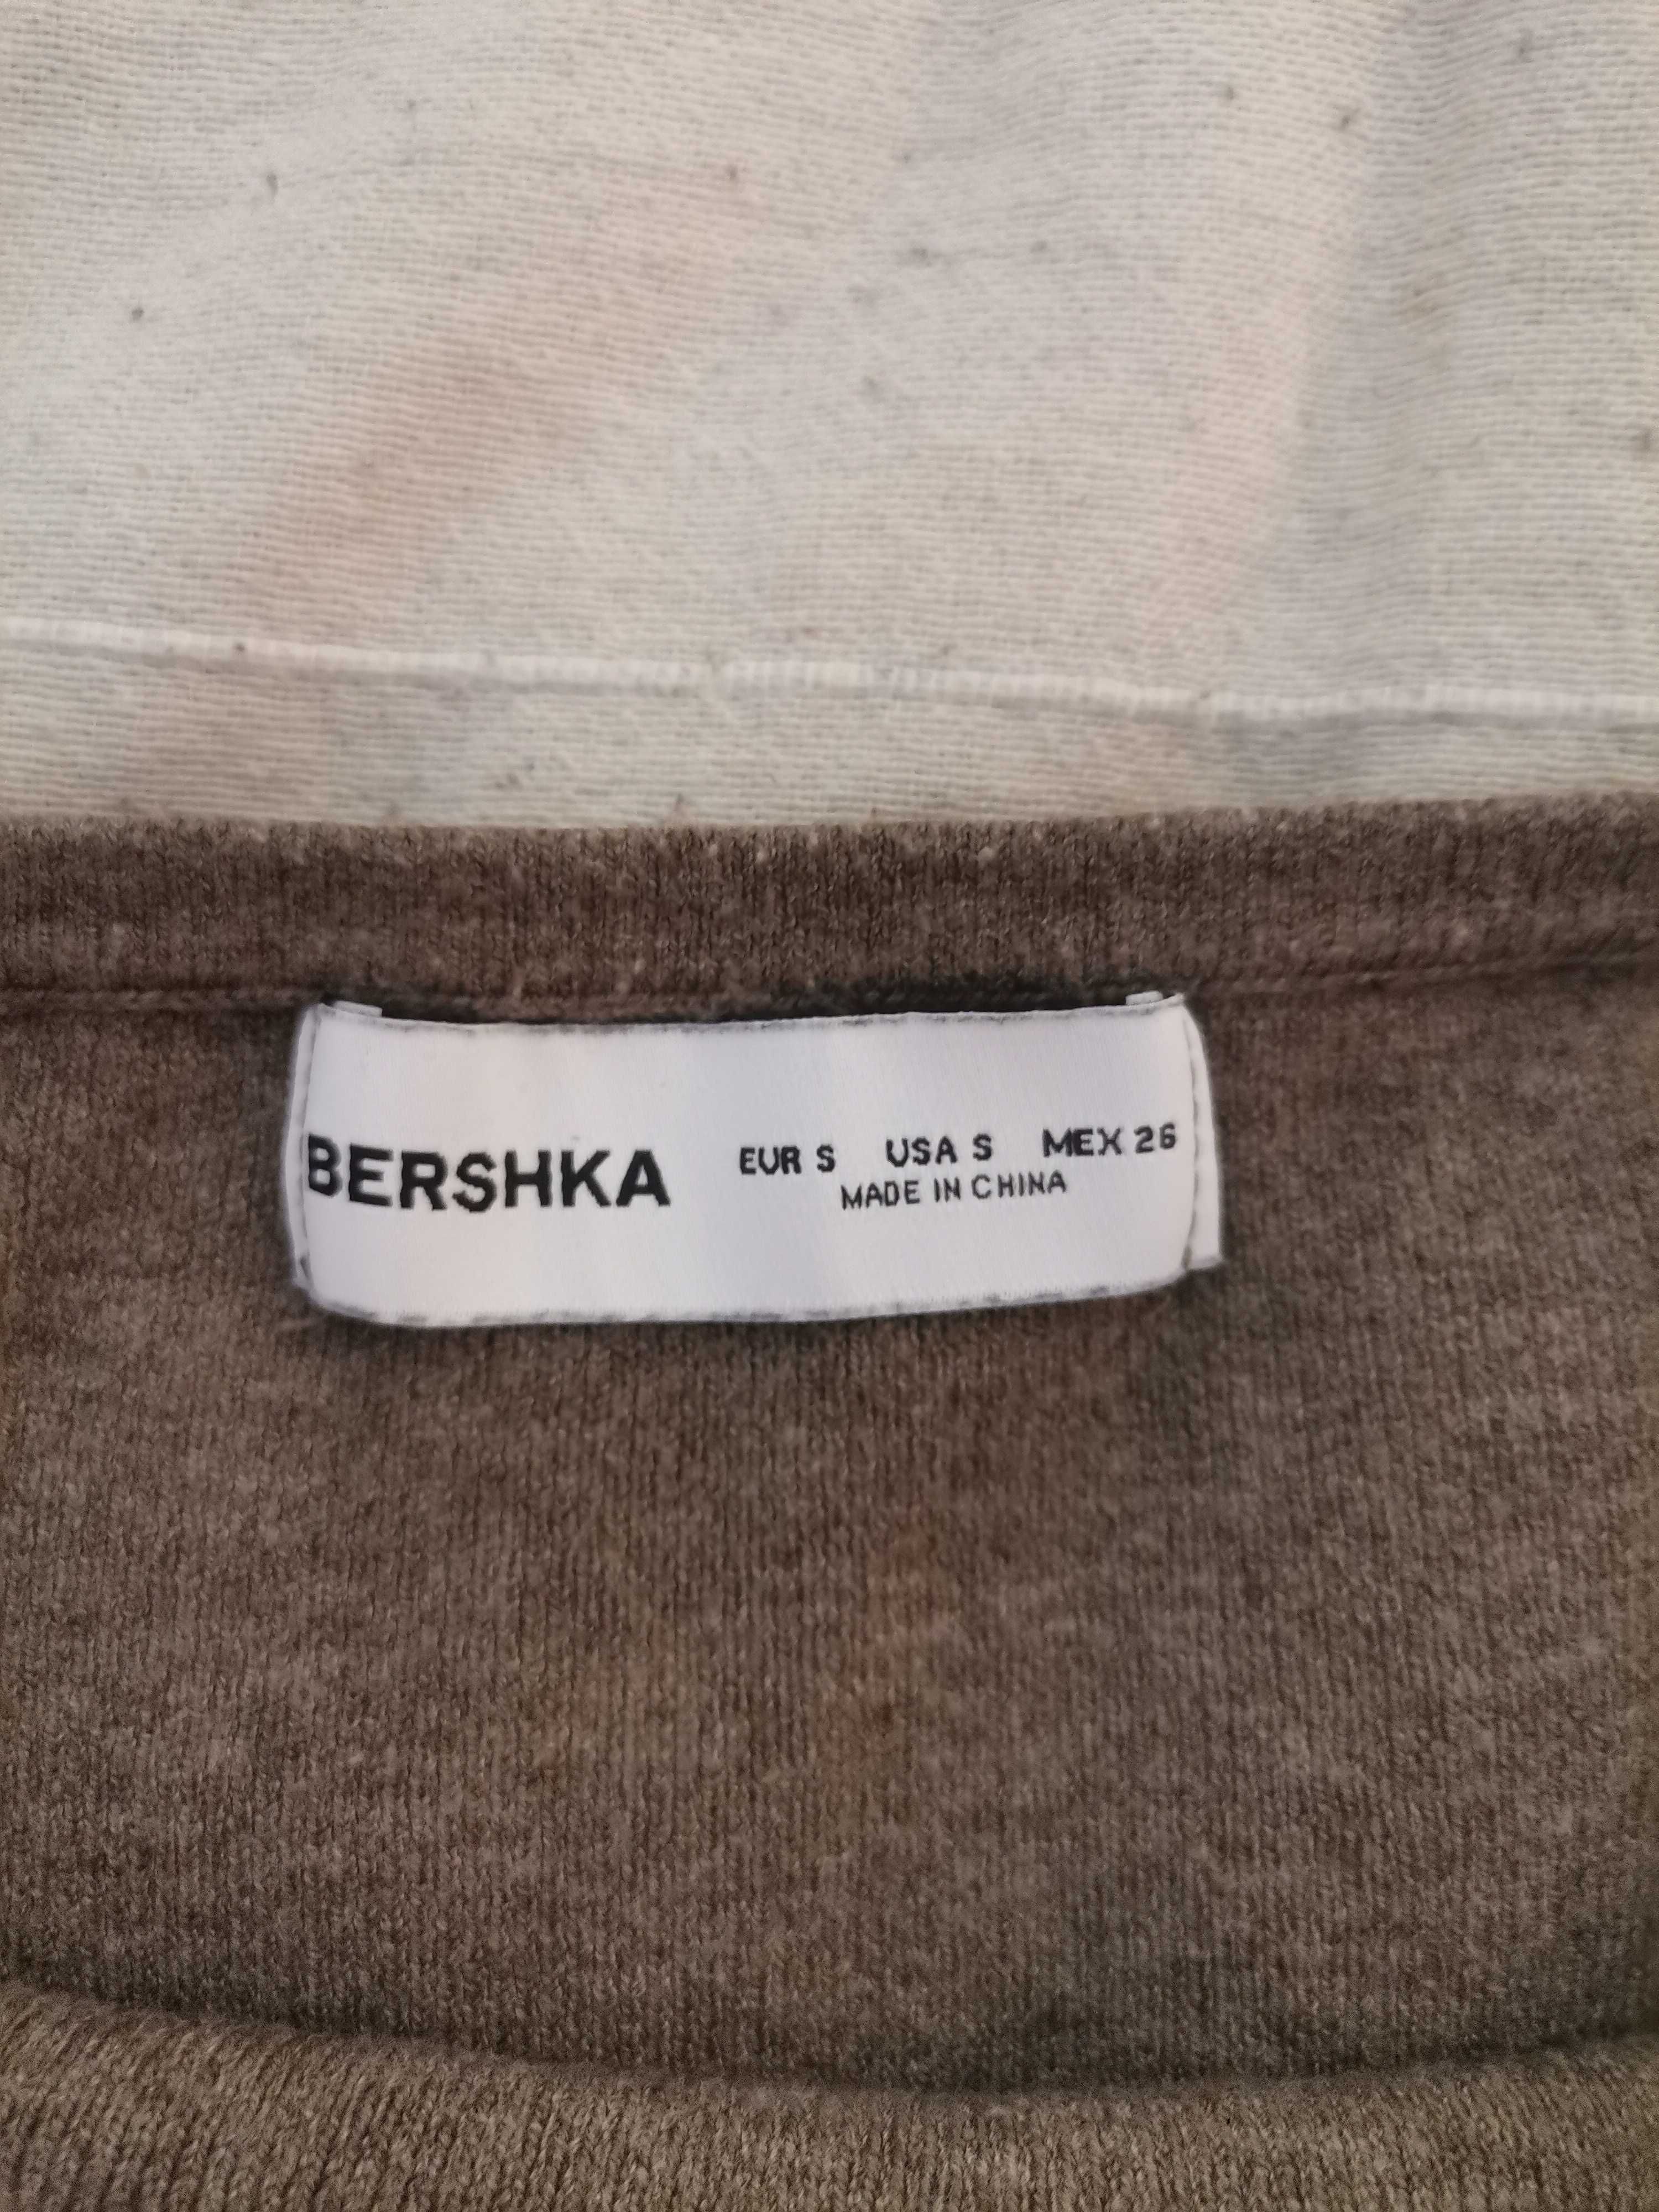 BERSHKA
EUR S USA S MEX 26
MADE IN CHINA